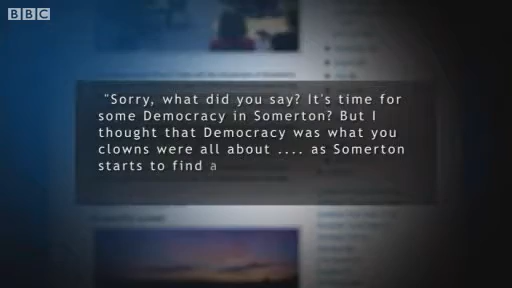 BBC
"Sorry, what did you say? It's time for
some Democracy in Somerton? But I
thought that Democracy was what you
clowns were all about .... as Somerton
starts to find a